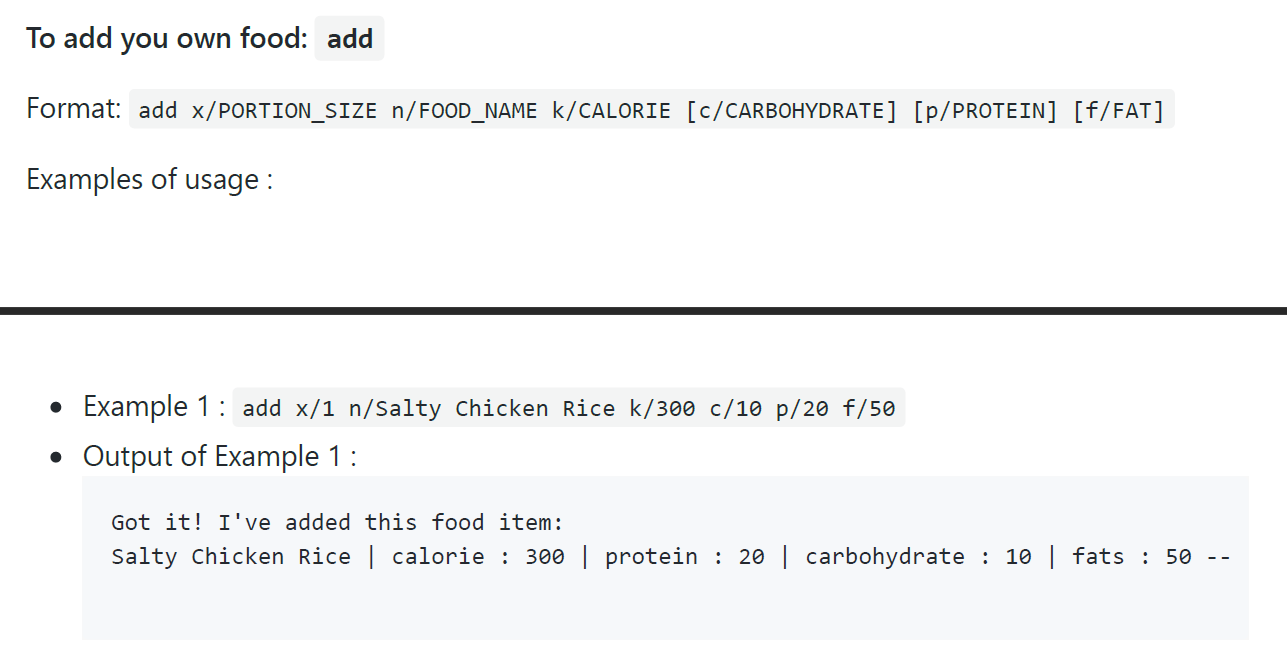 To add you own food: add
Format: add x/PORTION_SIZE n/FOOD_NAME k/CALORIE [c/CARBOHYDRATE] [p/PROTEIN] [f/FAT]
Examples of usage :
Example 1 : add x/1 n/Salty Chicken Rice k/300 c/10 p/20 f/50
Output of Example 1 :
Got it! I've added this food item:
Salty Chicken Rice | calorie : 300 | protein : 20 | carbohydrate : 10 | fats : 50 --